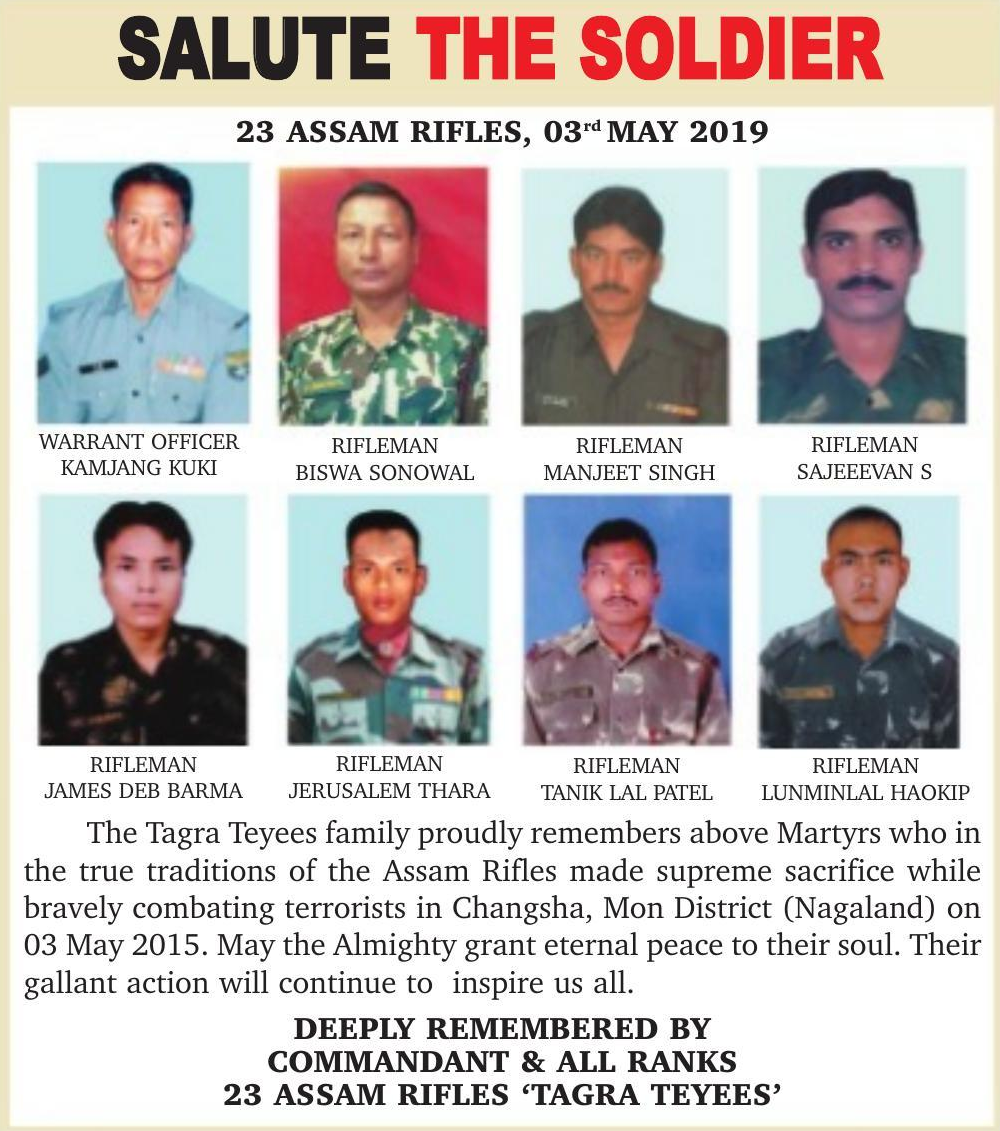 SALUTE THE SOLDIER
23 ASSAM RIFLES, 03rd MAY 2019
WARRANT OFFICER
KAMJANG KUKI
RIFLEMAN
BISWA SONOWAL
RIFLEMAN
MANJEET SINGH
RIFLEMAN
SAJEEEVAN S
RIFLEMAN
JAMES DEB BARMA
RIFLEMAN
JERUSALEM THARA
RIFLEMAN
TANIK LAL PATEL
RIFLEMAN
LUNMINLAL HAOKIP
The Tagra Teyees family proudly remembers above Martyrs who in
the true traditions of the Assam Rifles made supreme sacrifice while
bravely combating terrorists in Changsha, Mon District (Nagaland) on
03 May 2015. May the Almighty grant eternal peace to their soul. Their
gallant action will continue to inspire us all.
DEEPLY REMEMBERED BY
COMMANDANT & ALL RANKS
23 ASSAM RIFLES ‘TAGRA TEYEES’